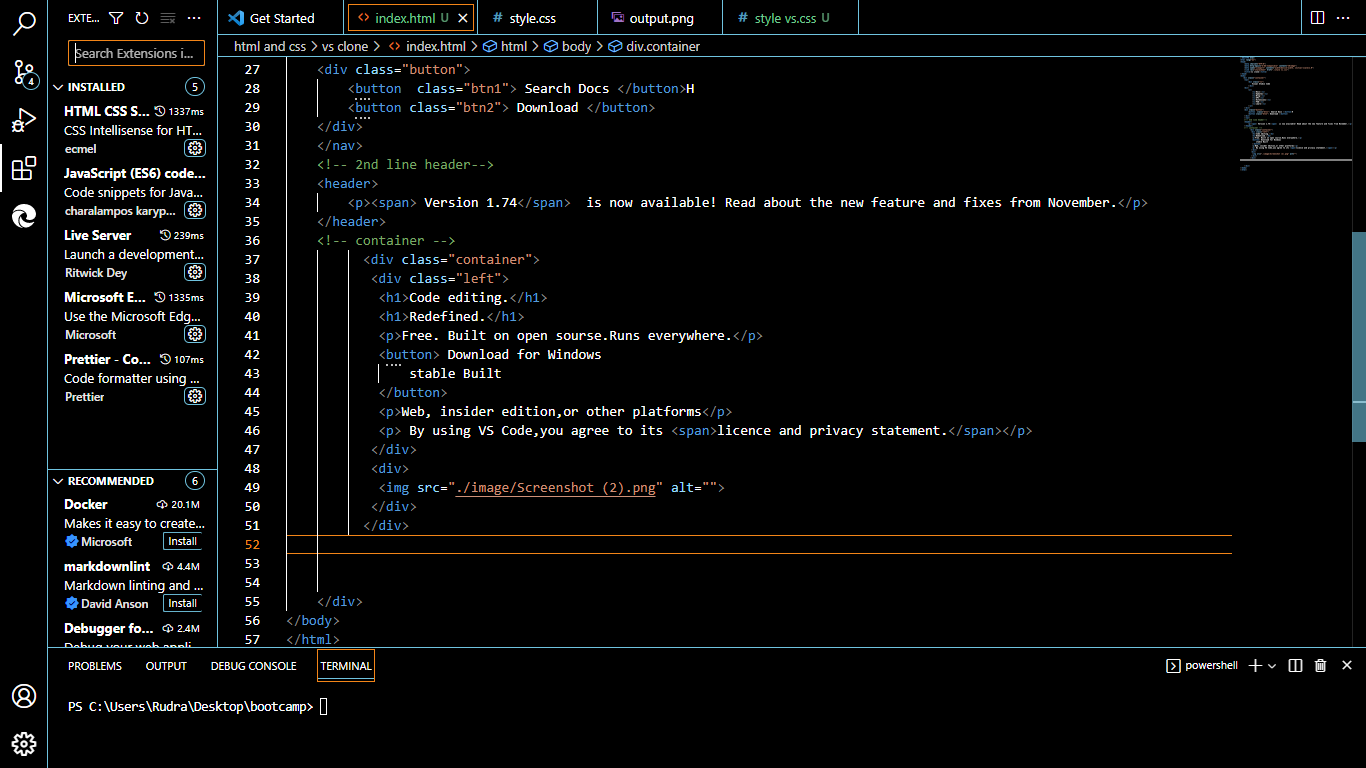 EXTE...
Get Started
index.html U
style.css
output.png
style vs.css U
html and css > vs clone > index.html > html > body > div.container
Search Extensions i...
INSTALLED 5
HTML CSS S... 1337ms
CSS Intellisense for HT...
ecmel
JavaScript (ES6) code...
Code snippets for Java...
charalampos karyp...
Live Server 239ms
Launch a development...
Ritwick Dey
Microsoft E... 1335ms
Use the Microsoft Edg...
Microsoft
Prettier - Co... 107ms
Code formatter using ...
Prettier
RECOMMENDED 6
Docker 20.1M
Makes it easy to create...
Microsoft Install
markdownlint 4.4M
Markdown linting and ...
David Anson Install
Debugger fo... 2.4M
Debug your web appli...
4
27 <div class="button">
28 <button  class="btn1"> Search Docs </button>H
29 <button class="btn2"> Download </button>
30 </div>
31 </nav>
32 <!-- 2nd line header-->
33 <header>
34 <p><span> Version 1.74</span>  is now available! Read about the new feature and fixes from November.</p>
35 </header>
36 <!-- container -->
37 <div class="container">
38 <div class="left">
39 <h1>Code editing.</h1>
40 <h1>Redefined.</h1>
41 <p>Free. Built on open sourse.Runs everywhere.</p>
42 <button> Download for Windows
43 stable Built
44 </button>
45 <p>Web, insider edition,or other platforms</p>
46 <p> By using VS Code,you agree to its <span>licence and privacy statement.</span></p>
47 </div>
48 <div>
49 <img src="./image/Screenshot (2).png" alt="">
50 </div>
51 </div>
52
53
54
55 </div>
56 </body>
57 </html>
PROBLEMS OUTPUT DEBUG CONSOLE TERMINAL
powershell
PS C:\Users\Rudra\Desktop\bootcamp>